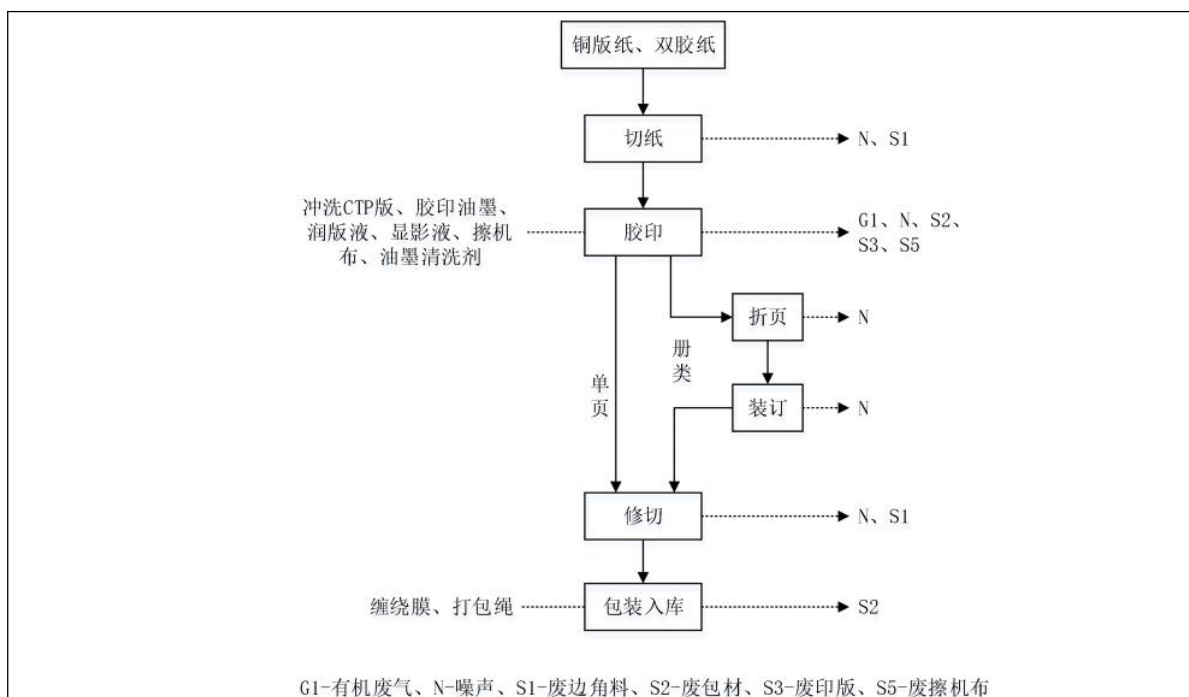 铜版纸、双胶纸
切纸
N、S1
冲洗CTP版、胶印油墨、
润版液、显影液、擦机
布、油墨清洗剂
胶印
G1、N、S2、
S3、S5
折页
N
册
类
单
页
装订
N
修切
N、S1
缠绕膜、打包绳
包装入库
S2
G1-有机废气、N-噪声、S1-废边角料、S2-废包材、S3-废印版、S5-废擦机布